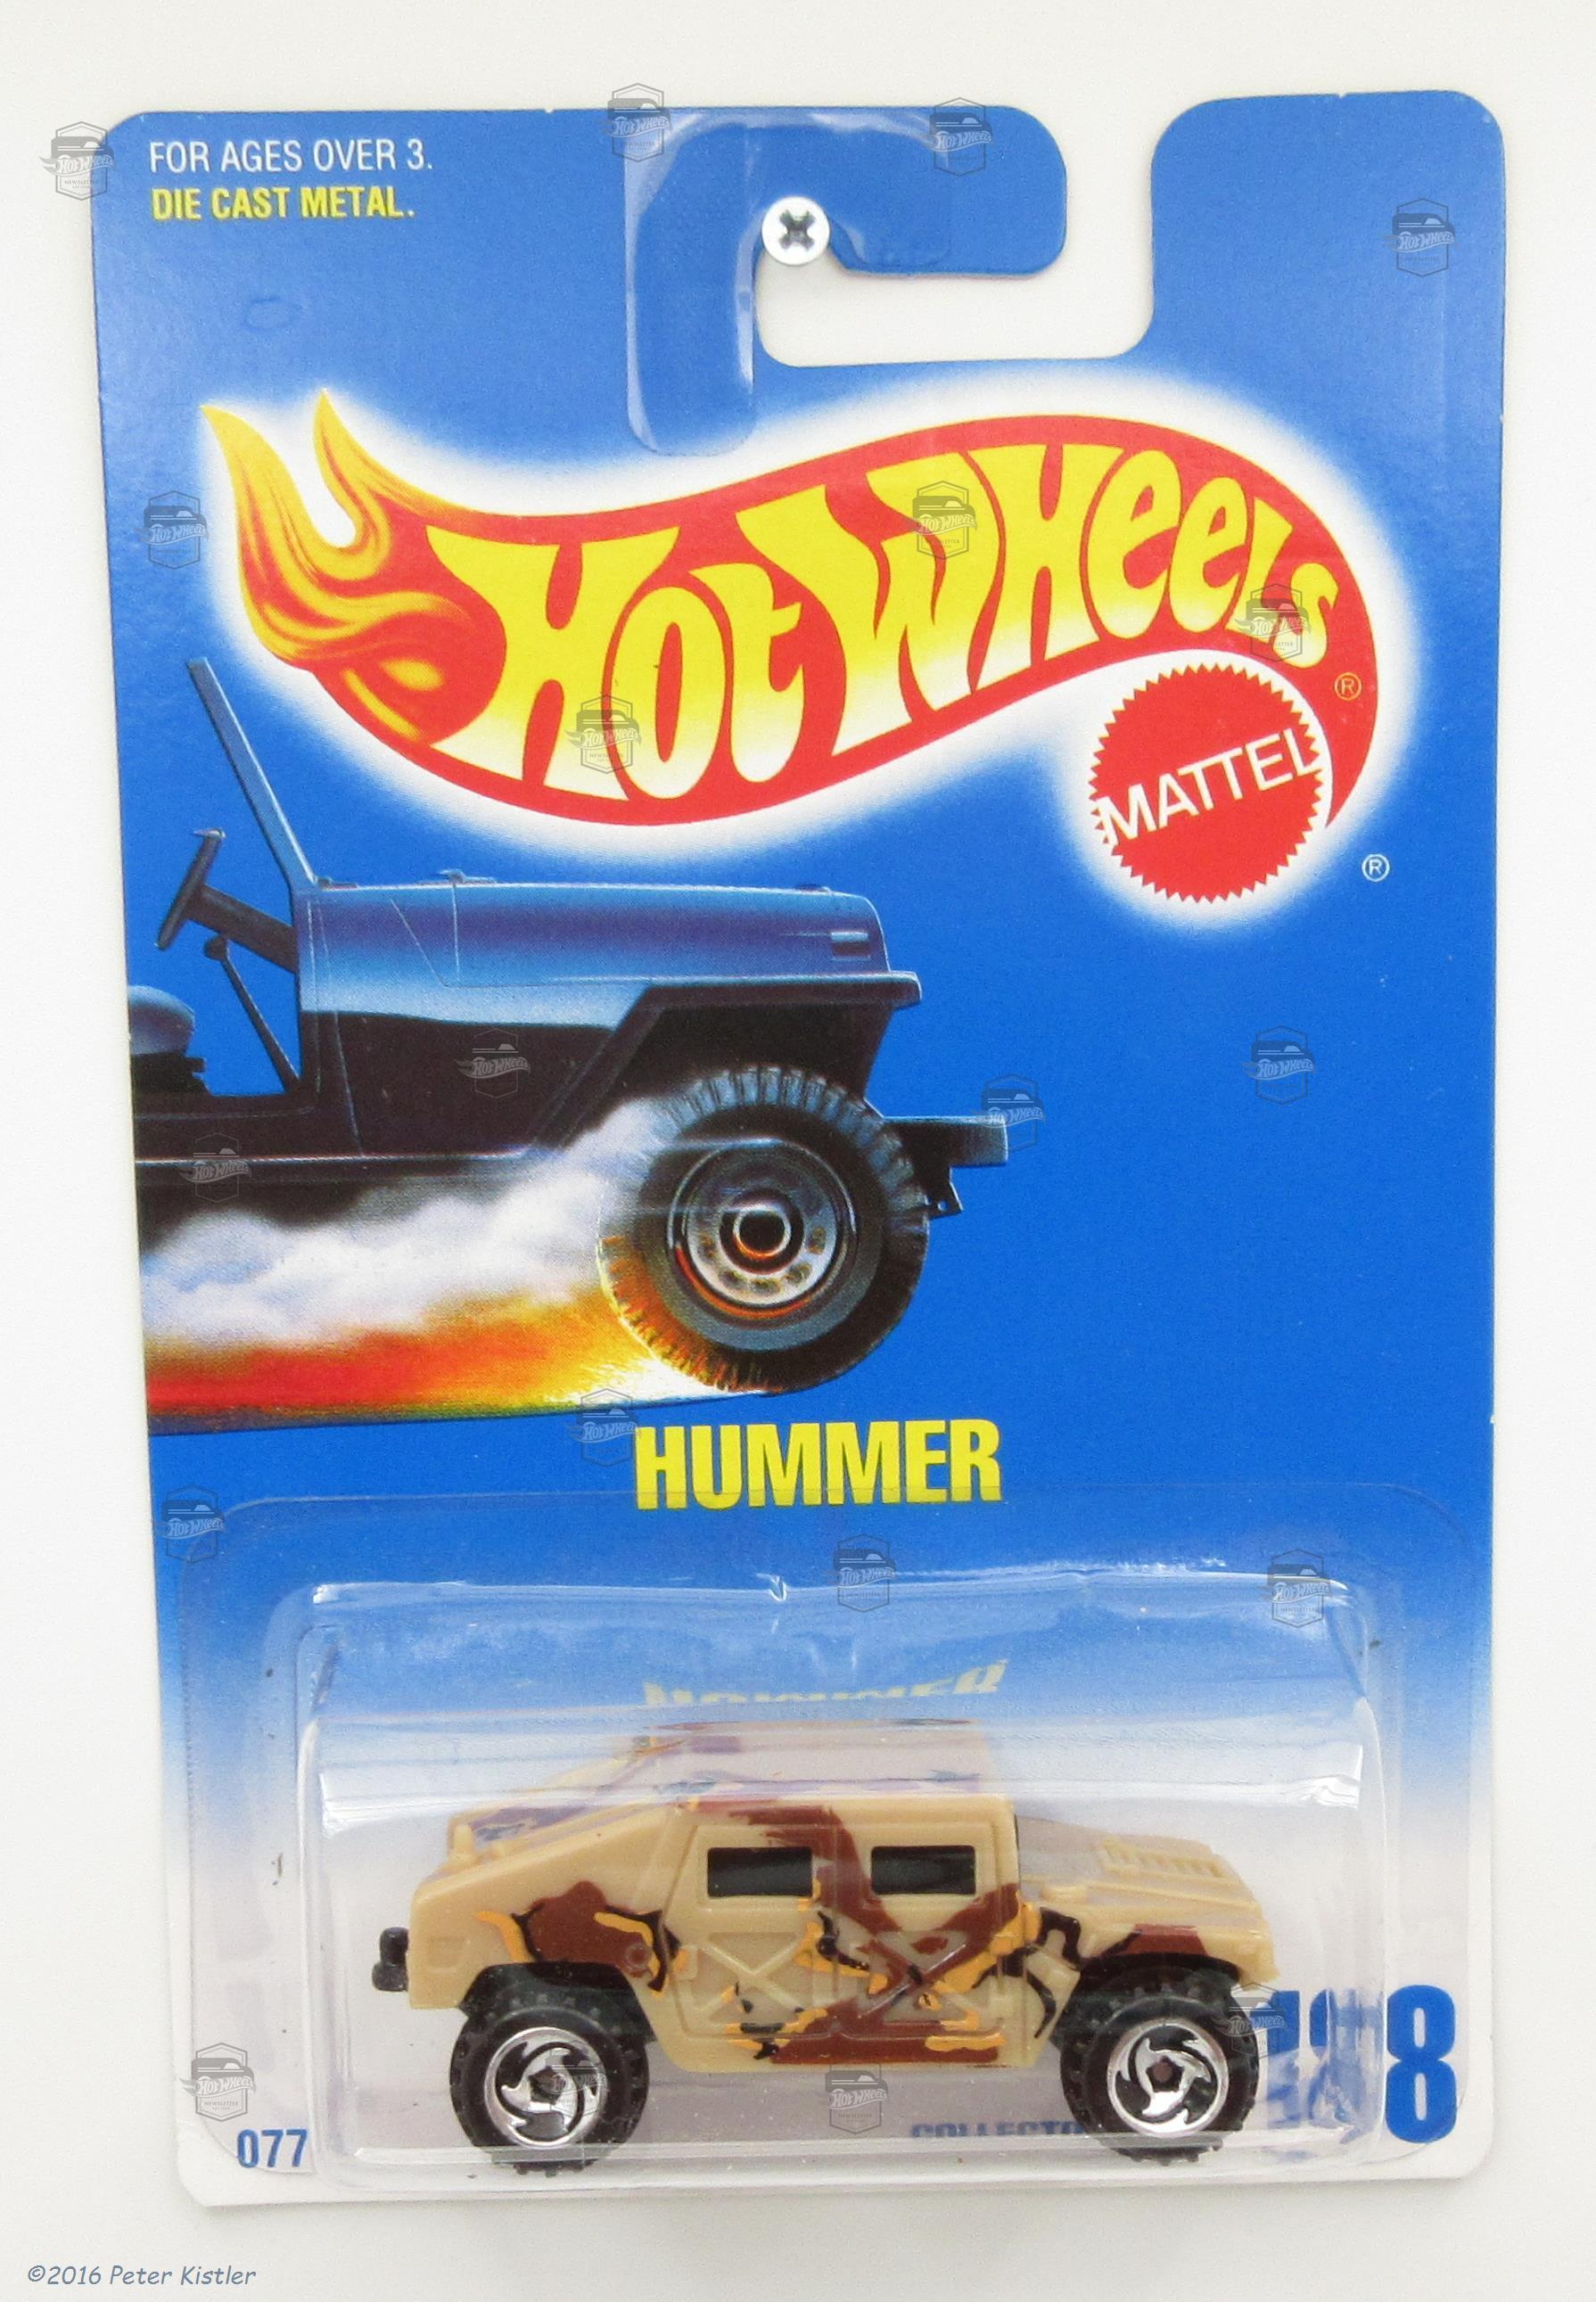 FOR AGES OVER 3.
DIE CAST METAL.
HOT WHEELS
®
MATTEL
®
HUMMER
077
©2016 Peter Kistler